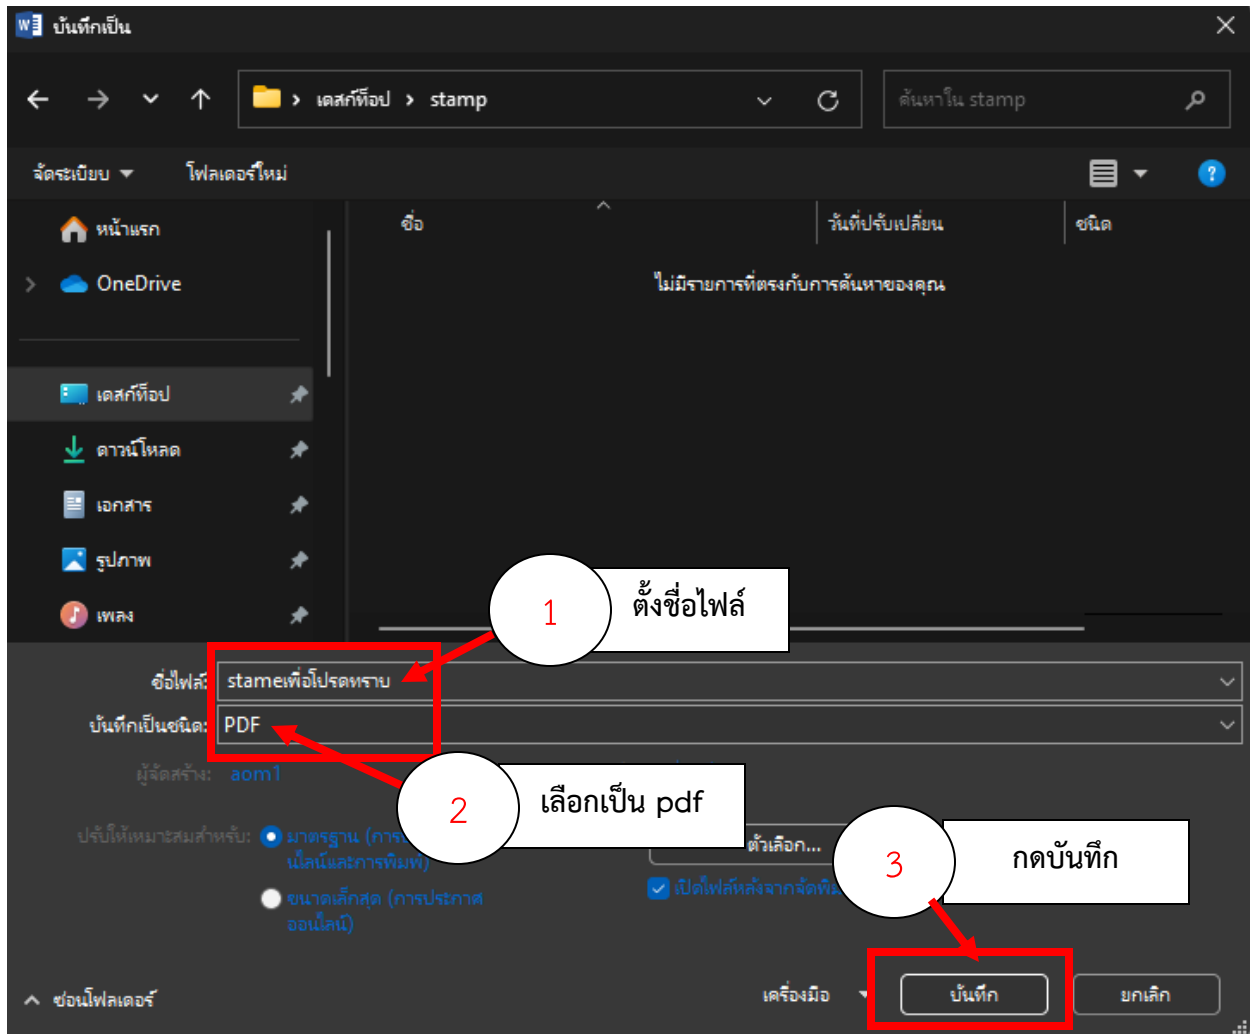 บันทึกเป็น
เดสก์ท็อป > stamp
ค้นหาใน stamp
จัดระเบียบ
โฟลเดอร์ใหม่
หน้าแรก
ชื่อ
วันที่ปรับเปลี่ยน
ชนิด
OneDrive
ไม่มีรายการที่ตรงกับการค้นหาของคุณ
เดสก์ท็อป
ดาวน์โหลด
เอกสาร
รูปภาพ
เพลง
1
ตั้งชื่อไฟล์
ชื่อไฟล์: stameเพื่อโปรดทราบ
บันทึกเป็นชนิด: PDF
ผู้จัดสร้าง: aom1
2
เลือกเป็น pdf
ปรับให้เหมาะสมสำหรับ:
มาตรฐาน
นไลน์และการพิมพ์)
ขนาดเล็กสุด (การประกาศ
ออนไลน์)
ตัวเลือก...
เปิดไฟล์หลังจากจัดพิม
3
กดบันทึก
ซ่อนโฟลเดอร์
เครื่องมือ
บันทึก
ยกเลิก